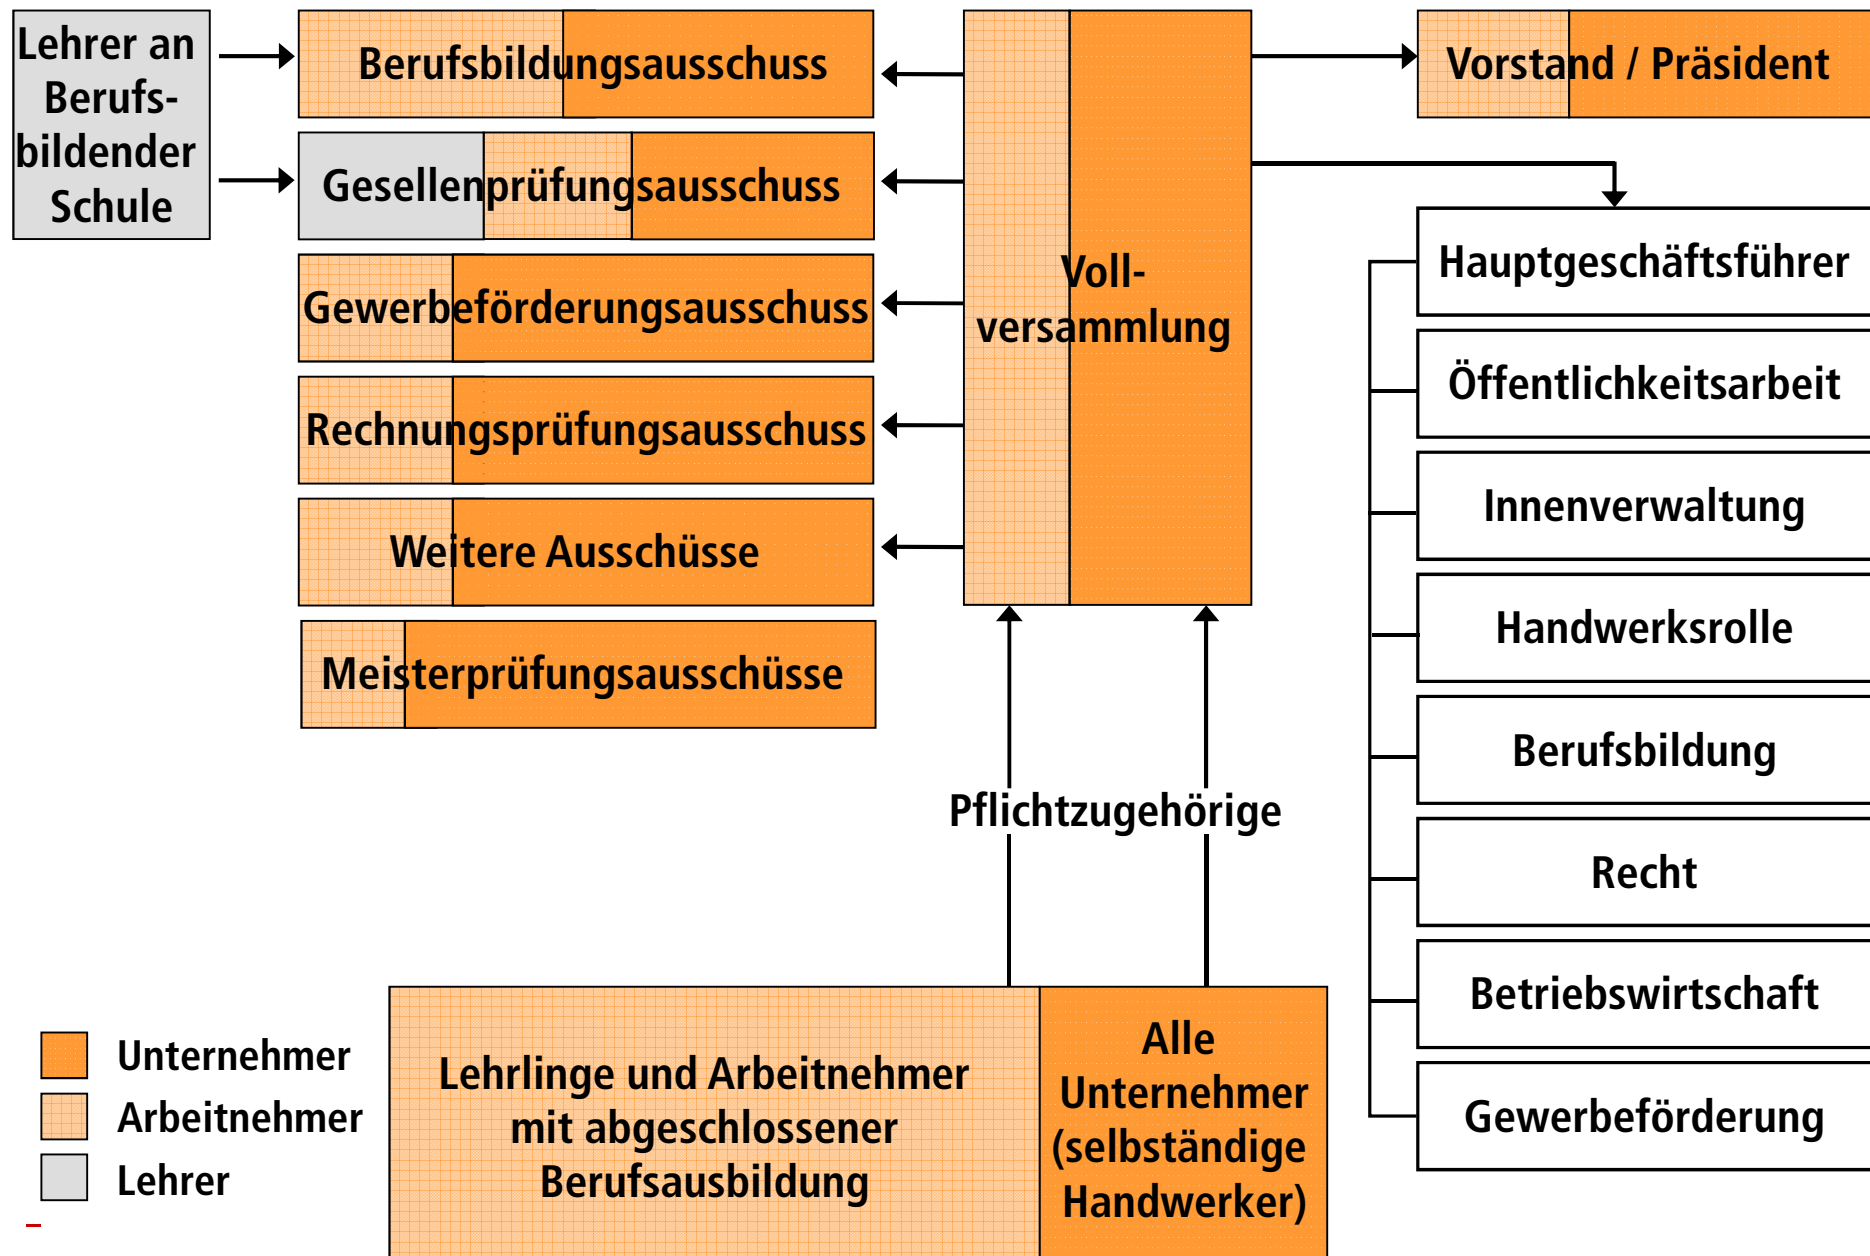 Lehrer an
Berufs-
bildender
Schule
Berufsbildungsausschuss
Gesellenprüfungsausschuss
Gewerbeförderungsausschuss
Rechnungsprüfungsausschuss
Weitere Ausschüsse
Meisterprüfungsausschüsse
Voll-
versammlung
Vorstand / Präsident
Hauptgeschäftsführer
Öffentlichkeitsarbeit
Innenverwaltung
Handwerksrolle
Berufsbildung
Recht
Betriebswirtschaft
Gewerbeförderung
Pflichtzugehörige
Lehrlinge und Arbeitnehmer
mit abgeschlossener
Berufsausbildung
Alle
Unternehmer
(selbständige
Handwerker)
Unternehmer
Arbeitnehmer
Lehrer